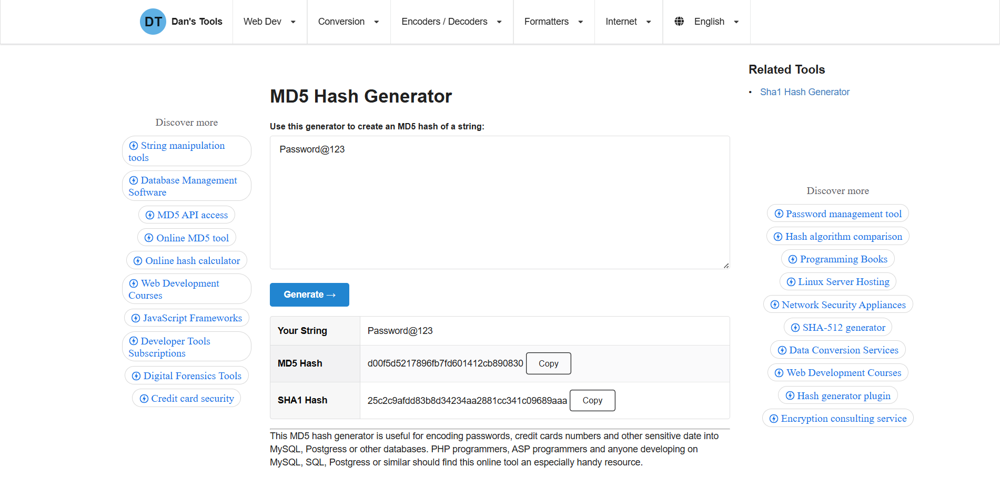 DT Dan's Tools
Web Dev
Conversion
Encoders / Decoders
Formatters
Internet
English
Discover more
String manipulation
tools
Database Management
Software
MD5 API access
Online MD5 tool
Online hash calculator
Web Development
Courses
JavaScript Frameworks
Developer Tools
Subscriptions
Digital Forensics Tools
Credit card security
MD5 Hash Generator
Use this generator to create an MD5 hash of a string:
Password@123
Generate →
Your String Password@123
MD5 Hash d00f5d5217896fb7fd601412cb890830 Copy
SHA1 Hash 25c2c9afdd83b8d34234aa2881cc341c09689aaa Copy
This MD5 hash generator is useful for encoding passwords, credit cards numbers and other sensitive date into
MySQL, Postgress or other databases. PHP programmers, ASP programmers and anyone developing on
MySQL, SQL, Postgress or similar should find this online tool an especially handy resource.
Related Tools
• Sha1 Hash Generator
Discover more
Password management tool
Hash algorithm comparison
Programming Books
Linux Server Hosting
Network Security Appliances
SHA-512 generator
Data Conversion Services
Web Development Courses
Hash generator plugin
Encryption consulting service